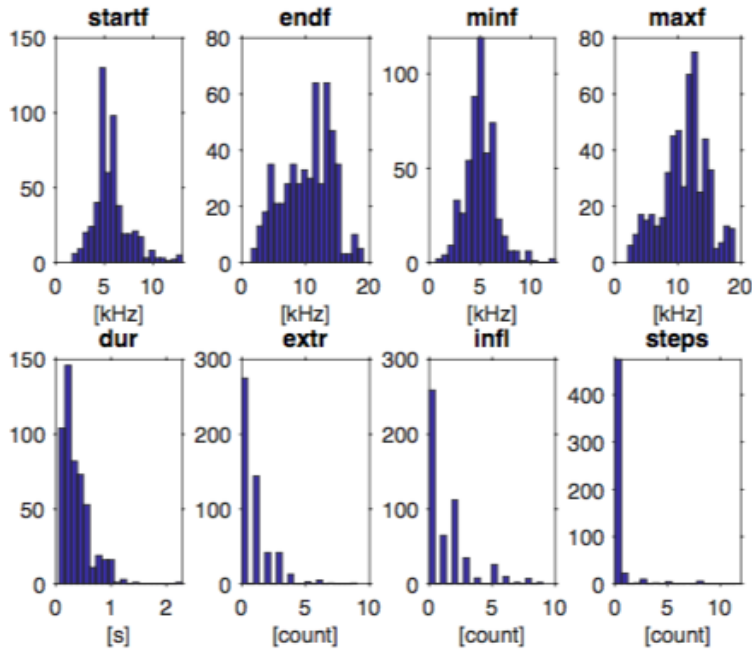 startf endf minf maxf
150 80 100 80
100 60 50 60
50 40 0 40
0 20 20
0 0
0 5 10 0 10 20 0 5 10 0 10 20
[kHz] [kHz] [kHz] [kHz]
dur extr infl steps
150 300 300 400
100 200 200 300
50 100 100 200
0 0 0 100
0
0 1 2 0 5 10 0 5 10 0 5 10
[s] [count] [count] [count]